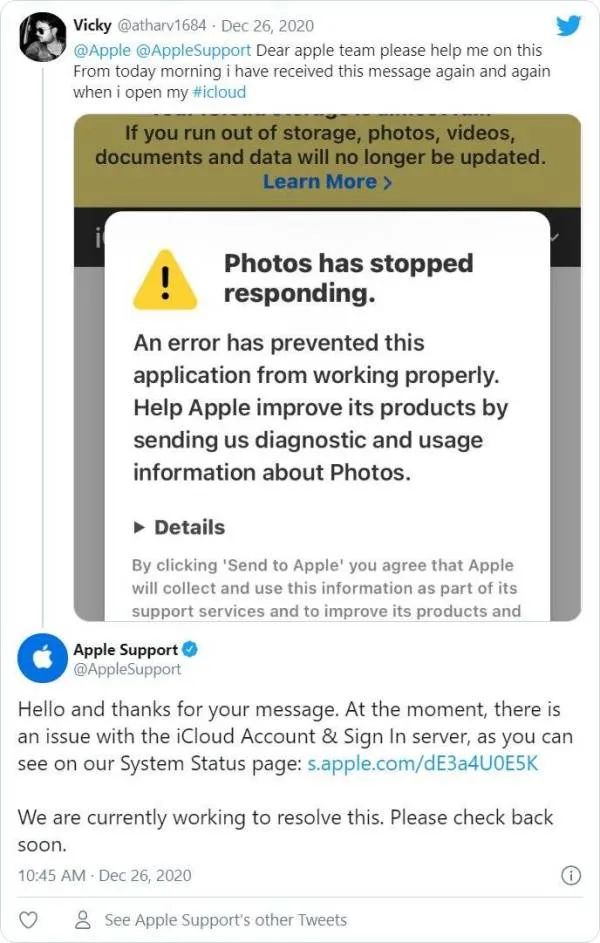 Vicky @atharv1684 · Dec 26, 2020
@Apple @AppleSupport Dear apple team please help me on this
From today morning i have received this message again and again
when i open my #icloud
If you run out of storage, photos, videos,
documents and data will no longer be updated.
Learn More >
Photos has stopped
responding.
An error has prevented this
application from working properly.
Help Apple improve its products by
sending us diagnostic and usage
information about Photos.
▶ Details
By clicking 'Send to Apple' you agree that Apple
will collect and use this information as part of its
support services and to improve its products and
Apple Support
@AppleSupport
Hello and thanks for your message. At the moment, there is
an issue with the iCloud Account & Sign In server, as you can
see on our System Status page: s.apple.com/dE3a4U0E5K
We are currently working to resolve this. Please check back
soon.
10:45 AM · Dec 26, 2020
See Apple Support's other Tweets